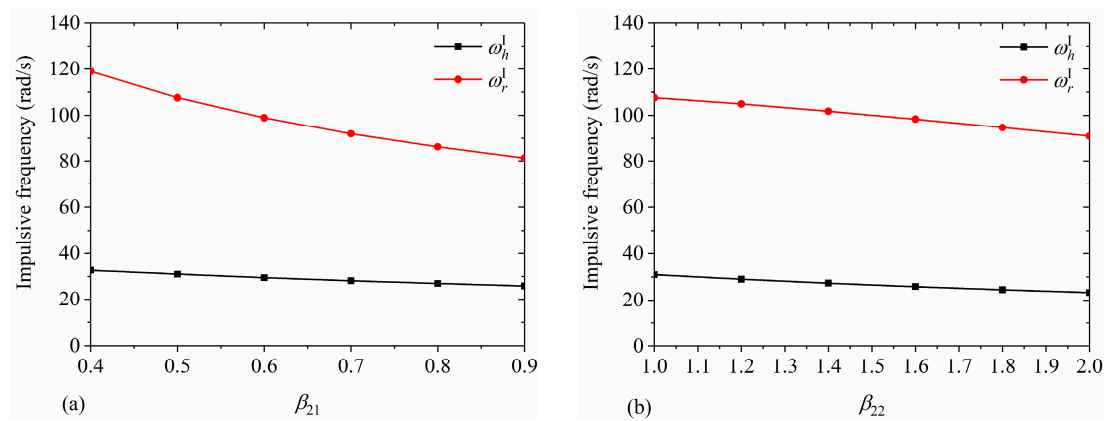 140
120
100
80
60
40
20
0
Impulsive frequency (rad/s)
ω_h^I
ω_r^I
0.4 0.5 0.6 0.7 0.8 0.9
(a) β₂₁
140
120
100
80
60
40
20
0
Impulsive frequency (rad/s)
ω_h^I
ω_r^I
1.0 1.1 1.2 1.3 1.4 1.5 1.6 1.7 1.8 1.9 2.0
(b) β₂₂